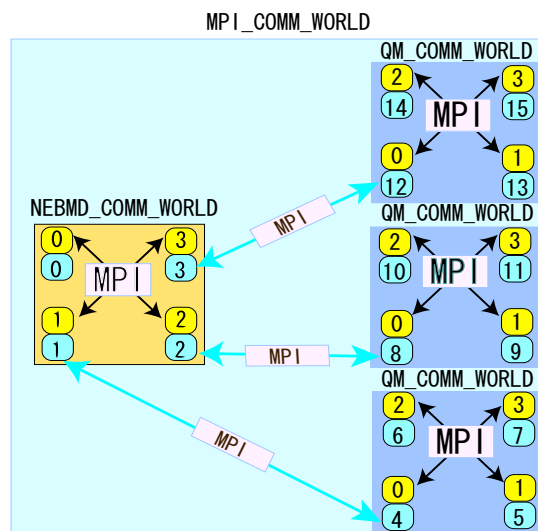 MPI_COMM_WORLD
QM_COMM_WORLD
2 3
14 MPI 15
0 1
12 13
MPI
NEBMD_COMM_WORLD
0 3
0 3
MPI
1 2
1 2
QM_COMM_WORLD
2 3
10 MPI 11
0 1
8 9
MPI
QM_COMM_WORLD
2 3
6 MPI 7
0 1
4 5
MPI